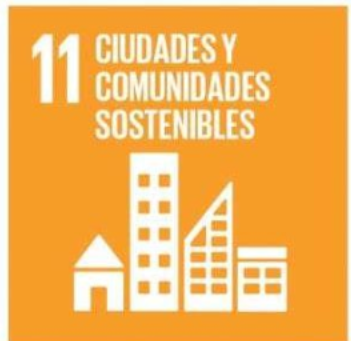 11 CIUDADES Y
COMUNIDADES
SOSTENIBLES